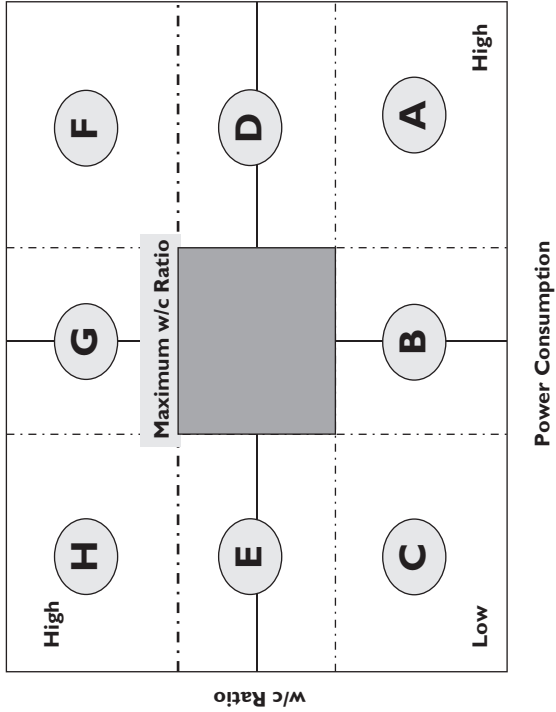 High
H
G
F
Maximum w/c Ratio
w/c Ratio
E
D
C
B
A
Low
High
Power Consumption